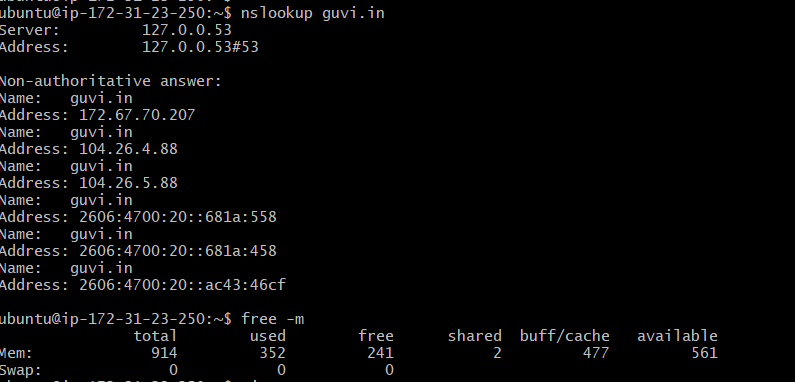 ubuntu@ip-172-31-23-250:~$ nslookup guvi.in
Server:         127.0.0.53
Address:        127.0.0.53#53

Non-authoritative answer:
Name:   guvi.in
Address: 172.67.70.207
Name:   guvi.in
Address: 104.26.4.88
Name:   guvi.in
Address: 104.26.5.88
Name:   guvi.in
Address: 2606:4700:20::681a:558
Name:   guvi.in
Address: 2606:4700:20::681a:458
Name:   guvi.in
Address: 2606:4700:20::ac43:46cf

ubuntu@ip-172-31-23-250:~$ free -m
               total        used        free      shared  buff/cache   available
Mem:             914         352         241           2         477         561
Swap:              0           0           0